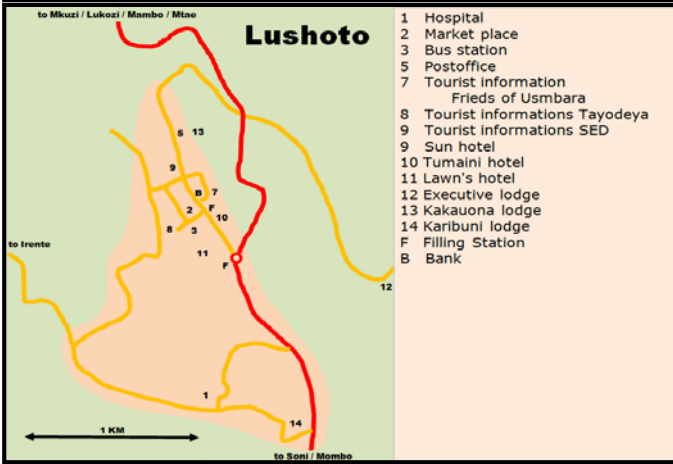 to Mkuzi / Lukozi / Mambo / Mtae
Lushoto
5 13
9
B 7
2 F
10
8 3
11
F
to Irente
12
1
14
1 KM
to Soni / Mombo
1 Hospital
2 Market place
3 Bus station
5 Postoffice
7 Tourist information
Frieds of Usmbara
8 Tourist informations Tayodeya
9 Tourist informations SED
9 Sun hotel
10 Tumaini hotel
11 Lawn's hotel
12 Executive lodge
13 Kakauona lodge
14 Karibuni lodge
F Filling Station
B Bank